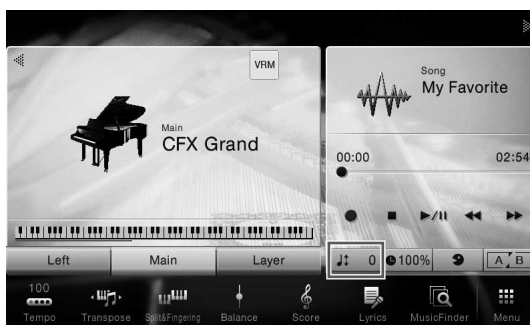 VRM
Main
CFX Grand
Song
My Favorite
00:00
02:54
Left
Main
Layer
0
100%
A B
100
Tempo
Transpose
Split&Fingering
Balance
Score
Lyrics
MusicFinder
Menu